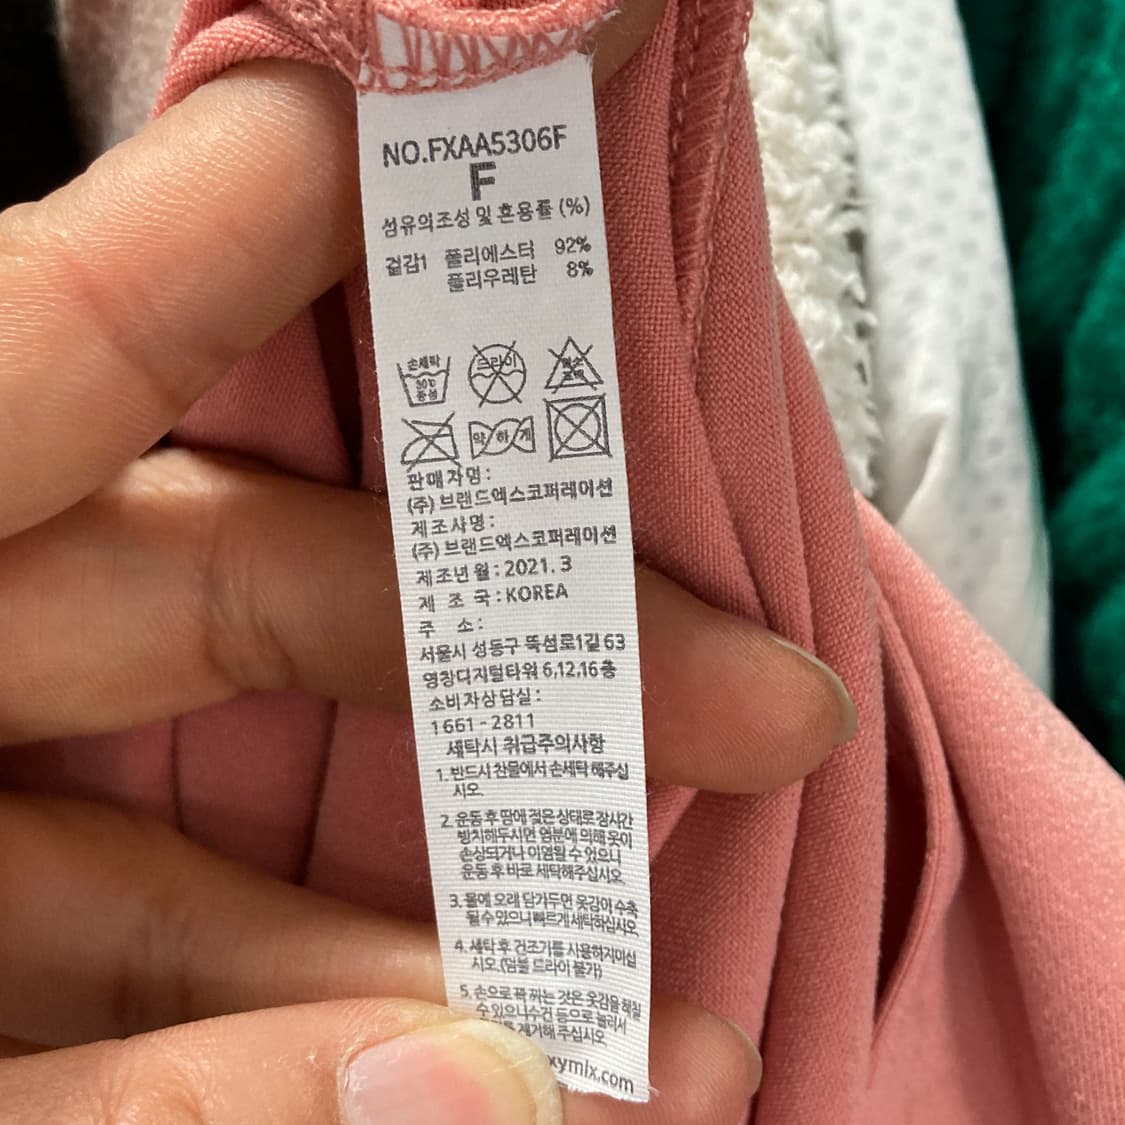 NO.FXAA5306F
F
섬유의조성 및 혼용률 (%)
겉감1 폴리에스터 92%
폴리우레탄 8%
손세탁
30℃
중성
드라이
염소
표백
약하게
판매자명:
(주) 브랜드엑스코퍼레이션
제조사명:
(주) 브랜드엑스코퍼레이션
제조년월:2021. 3
제 조 국:KOREA
주 소:
서울시 성동구 뚝섬로1길 63
영창디지털타워 6,12,16층
소비자상담실:
1661-2811
세탁시 취급주의사항
1. 반드시 찬물에서 손세탁 해주십
시오.
2. 운동 후 땀에 젖은 상태로 장시간
방치해두시면 염분에 의해 옷이
손상되거나 이염될 수 있으니
운동 후 바로 세탁해주십시오.
3. 물에 오래 담가두면 옷감이 수축
될 수 있으니 빠르게 세탁하십시오.
4. 세탁 후 건조기를 사용하지마십
시오.(텀블 드라이 불가)
5. 손으로 꽉 짜는 것은 옷감을 해칠
수 있으니 수건 등으로 눌러서
제거해 주십시오.
xymix.com